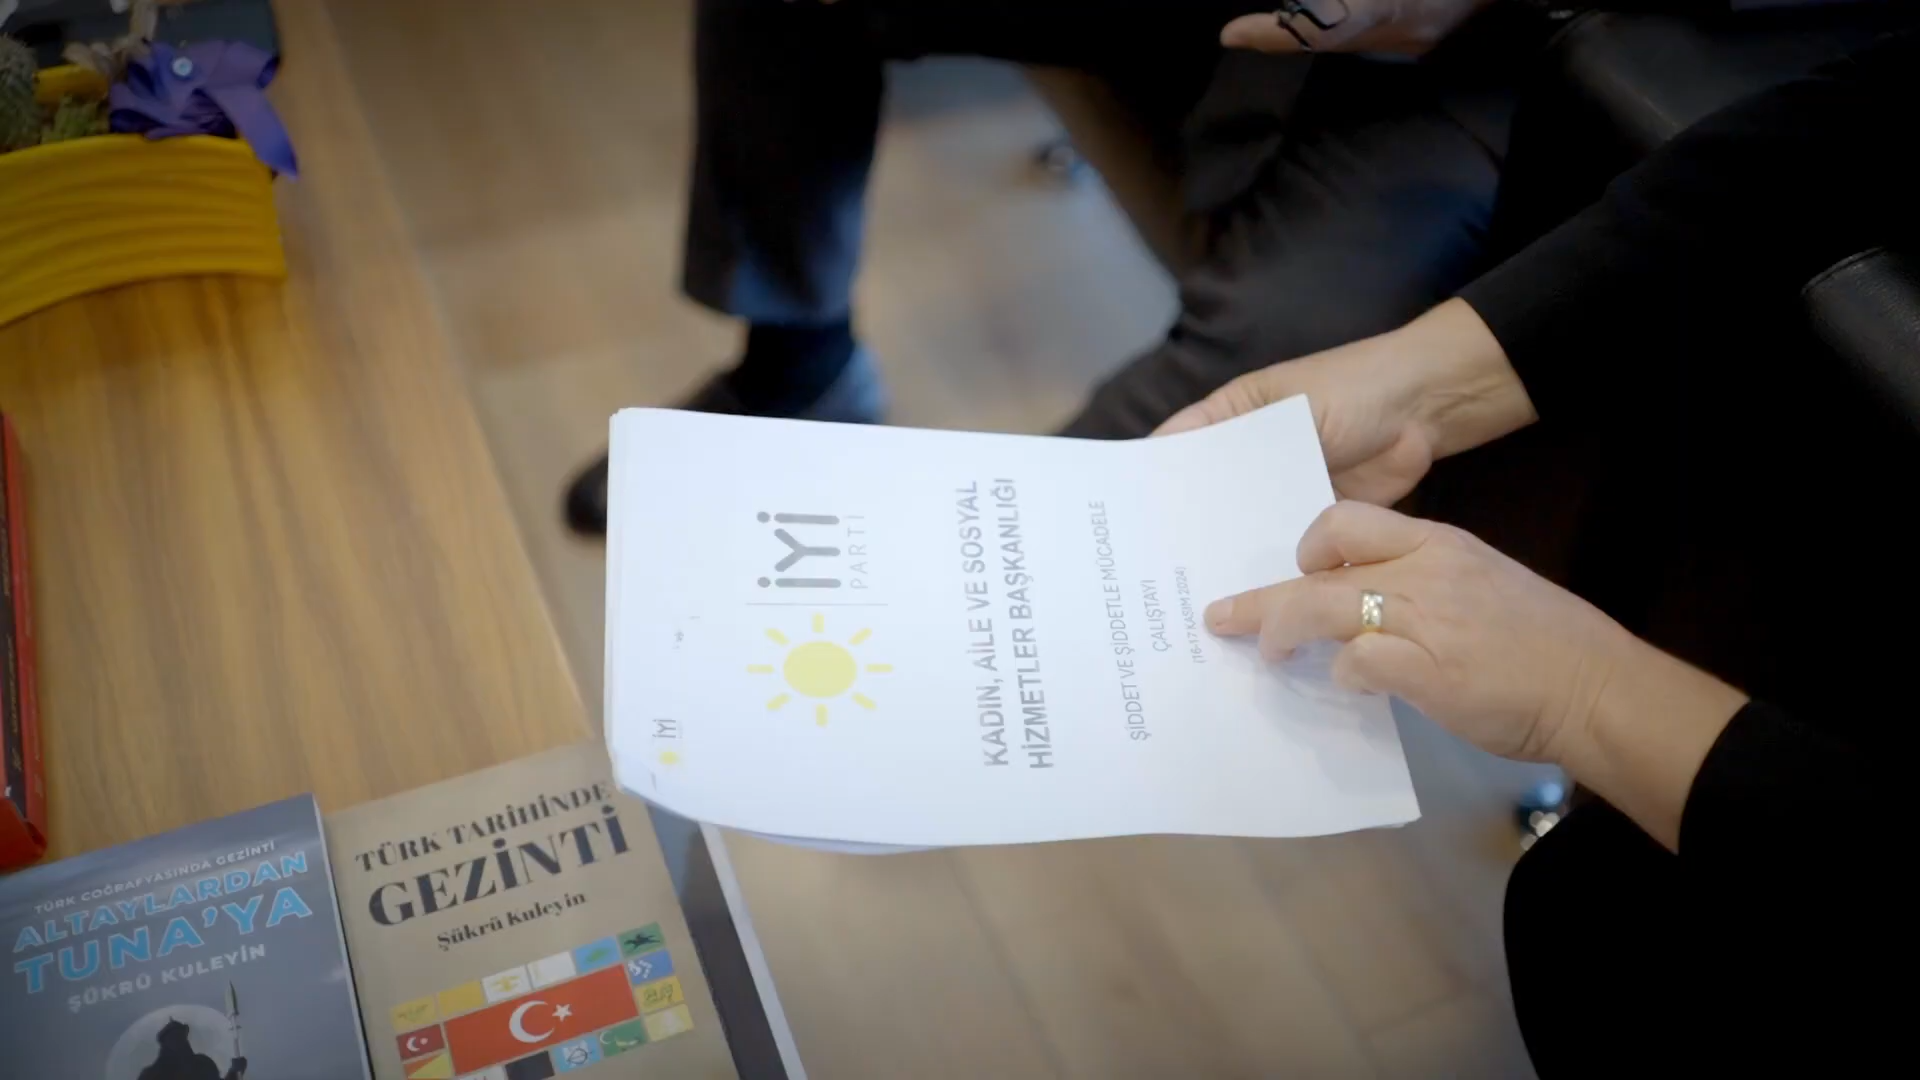 İYİ
PARTİ
KADIN, AİLE VE SOSYAL
HİZMETLER BAŞKANLIĞI
ŞİDDET VE ŞİDDETLE MÜCADELE
ÇALIŞTAYI
(16-17 KASIM 2024)
İYİ
TÜRK COĞRAFYASINDA GEZİNTİ
ALTAYLARDAN
TUNA'YA
ŞÜKRÜ KULEYİN
TÜRK TARİHİNDE
GEZİNTİ
Şükrü Kuleyin